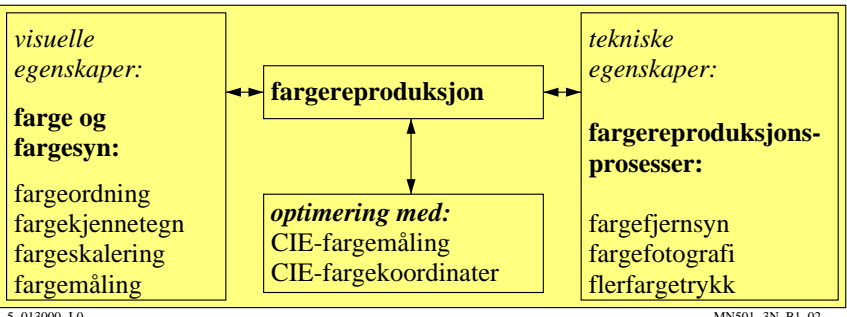 visuelle
egenskaper:
farge og
fargesyn:
fargeordning
fargekjennetegn
fargeskalering
fargemåling
fargereproduksjon
optimering med:
CIE-fargemåling
CIE-fargekoordinater
tekniske
egenskaper:
fargereproduksjons-
prosesser:
fargefjernsyn
fargefotografi
flerfargetrykk